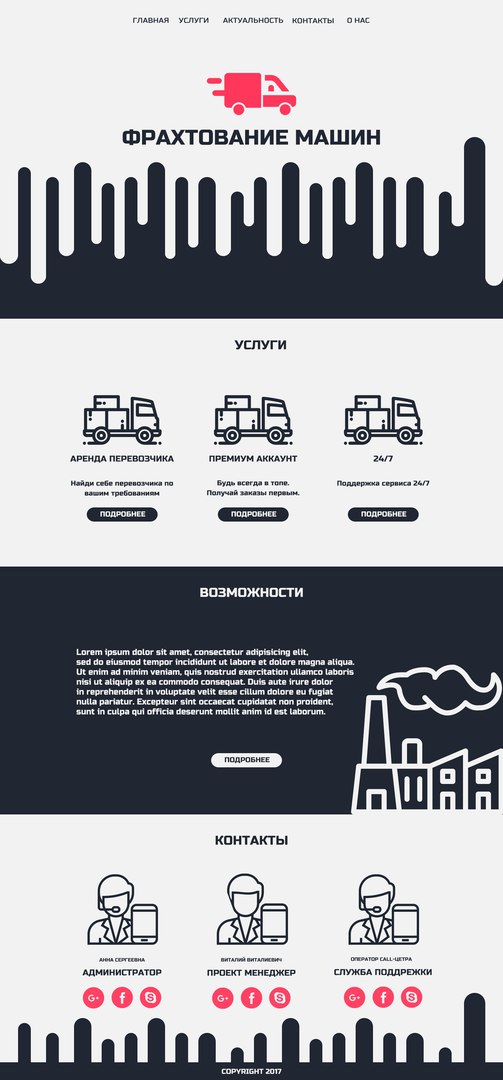 ГЛАВНАЯ УСЛУГИ АКТУАЛЬНОСТЬ КОНТАКТЫ О НАС
ФРАХТОВАНИЕ МАШИН
УСЛУГИ
АРЕНДА ПЕРЕВОЗЧИКА
Найди себе перевозчика по
вашим требованиям
ПОДРОБНЕЕ
ПРЕМИУМ АККАУНТ
Будь всегда в топе.
Получай заказы первым.
ПОДРОБНЕЕ
24/7
Поддержка сервиса 24/7
ПОДРОБНЕЕ
ВОЗМОЖНОСТИ
Lorem ipsum dolor sit amet, consectetur adipisicing elit,
sed do eiusmod tempor incididunt ut labore et dolore magna aliqua.
Ut enim ad minim veniam, quis nostrud exercitation ullamco laboris
nisi ut aliquip ex ea commodo consequat. Duis aute irure dolor
in reprehenderit in voluptate velit esse cillum dolore eu fugiat
nulla pariatur. Excepteur sint occaecat cupidatat non proident,
sunt in culpa qui officia deserunt mollit anim id est laborum.
ПОДРОБНЕЕ
КОНТАКТЫ
АННА СЕРГЕЕВНА
АДМИНИСТРАТОР
G+ f S
ВИТАЛИЙ ВИТАЛИЕВИЧ
ПРОЕКТ МЕНЕДЖЕР
G+ f S
ОПЕРАТОР CALL-ЦЕТРА
СЛУЖБА ПОДДРЕЖКИ
G+ f S
COPYRIGHT 2017